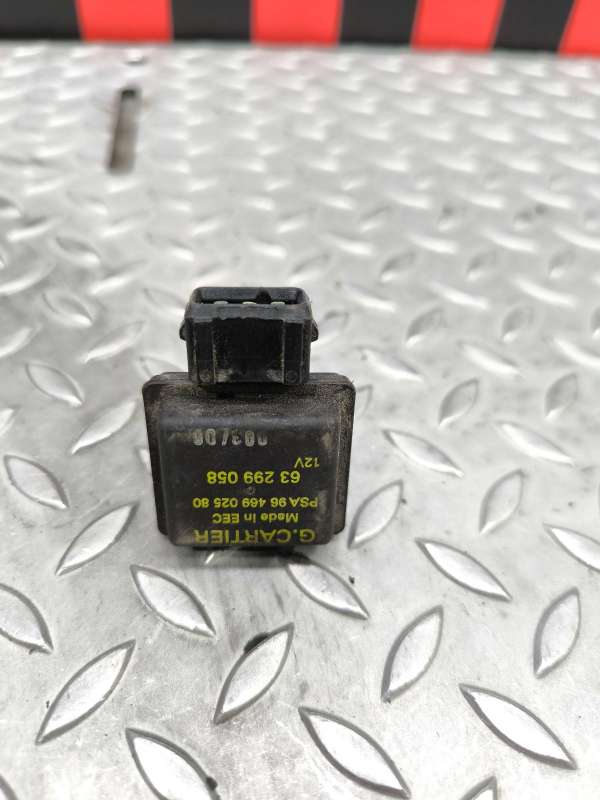 G.CARTIER
Made in EEC
PSA 96 469 025 80
63 299 058
12V